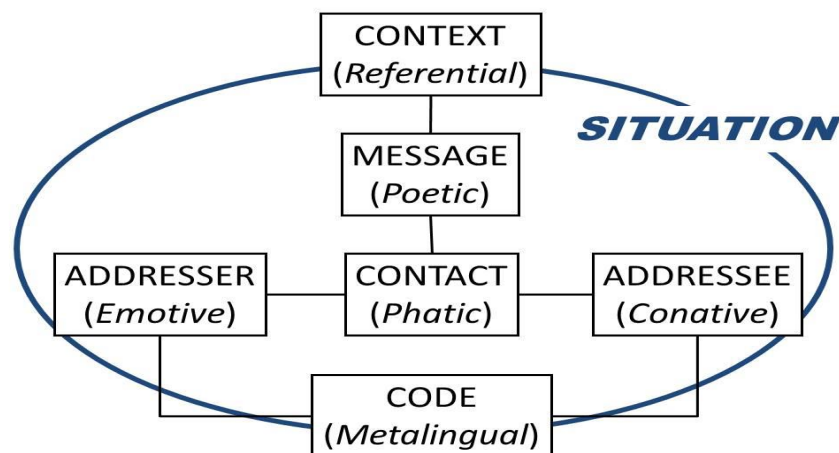 CONTEXT
(Referential)
SITUATION
MESSAGE
(Poetic)
ADDRESSER
(Emotive)
CONTACT
(Phatic)
ADDRESSEE
(Conative)
CODE
(Metalingual)